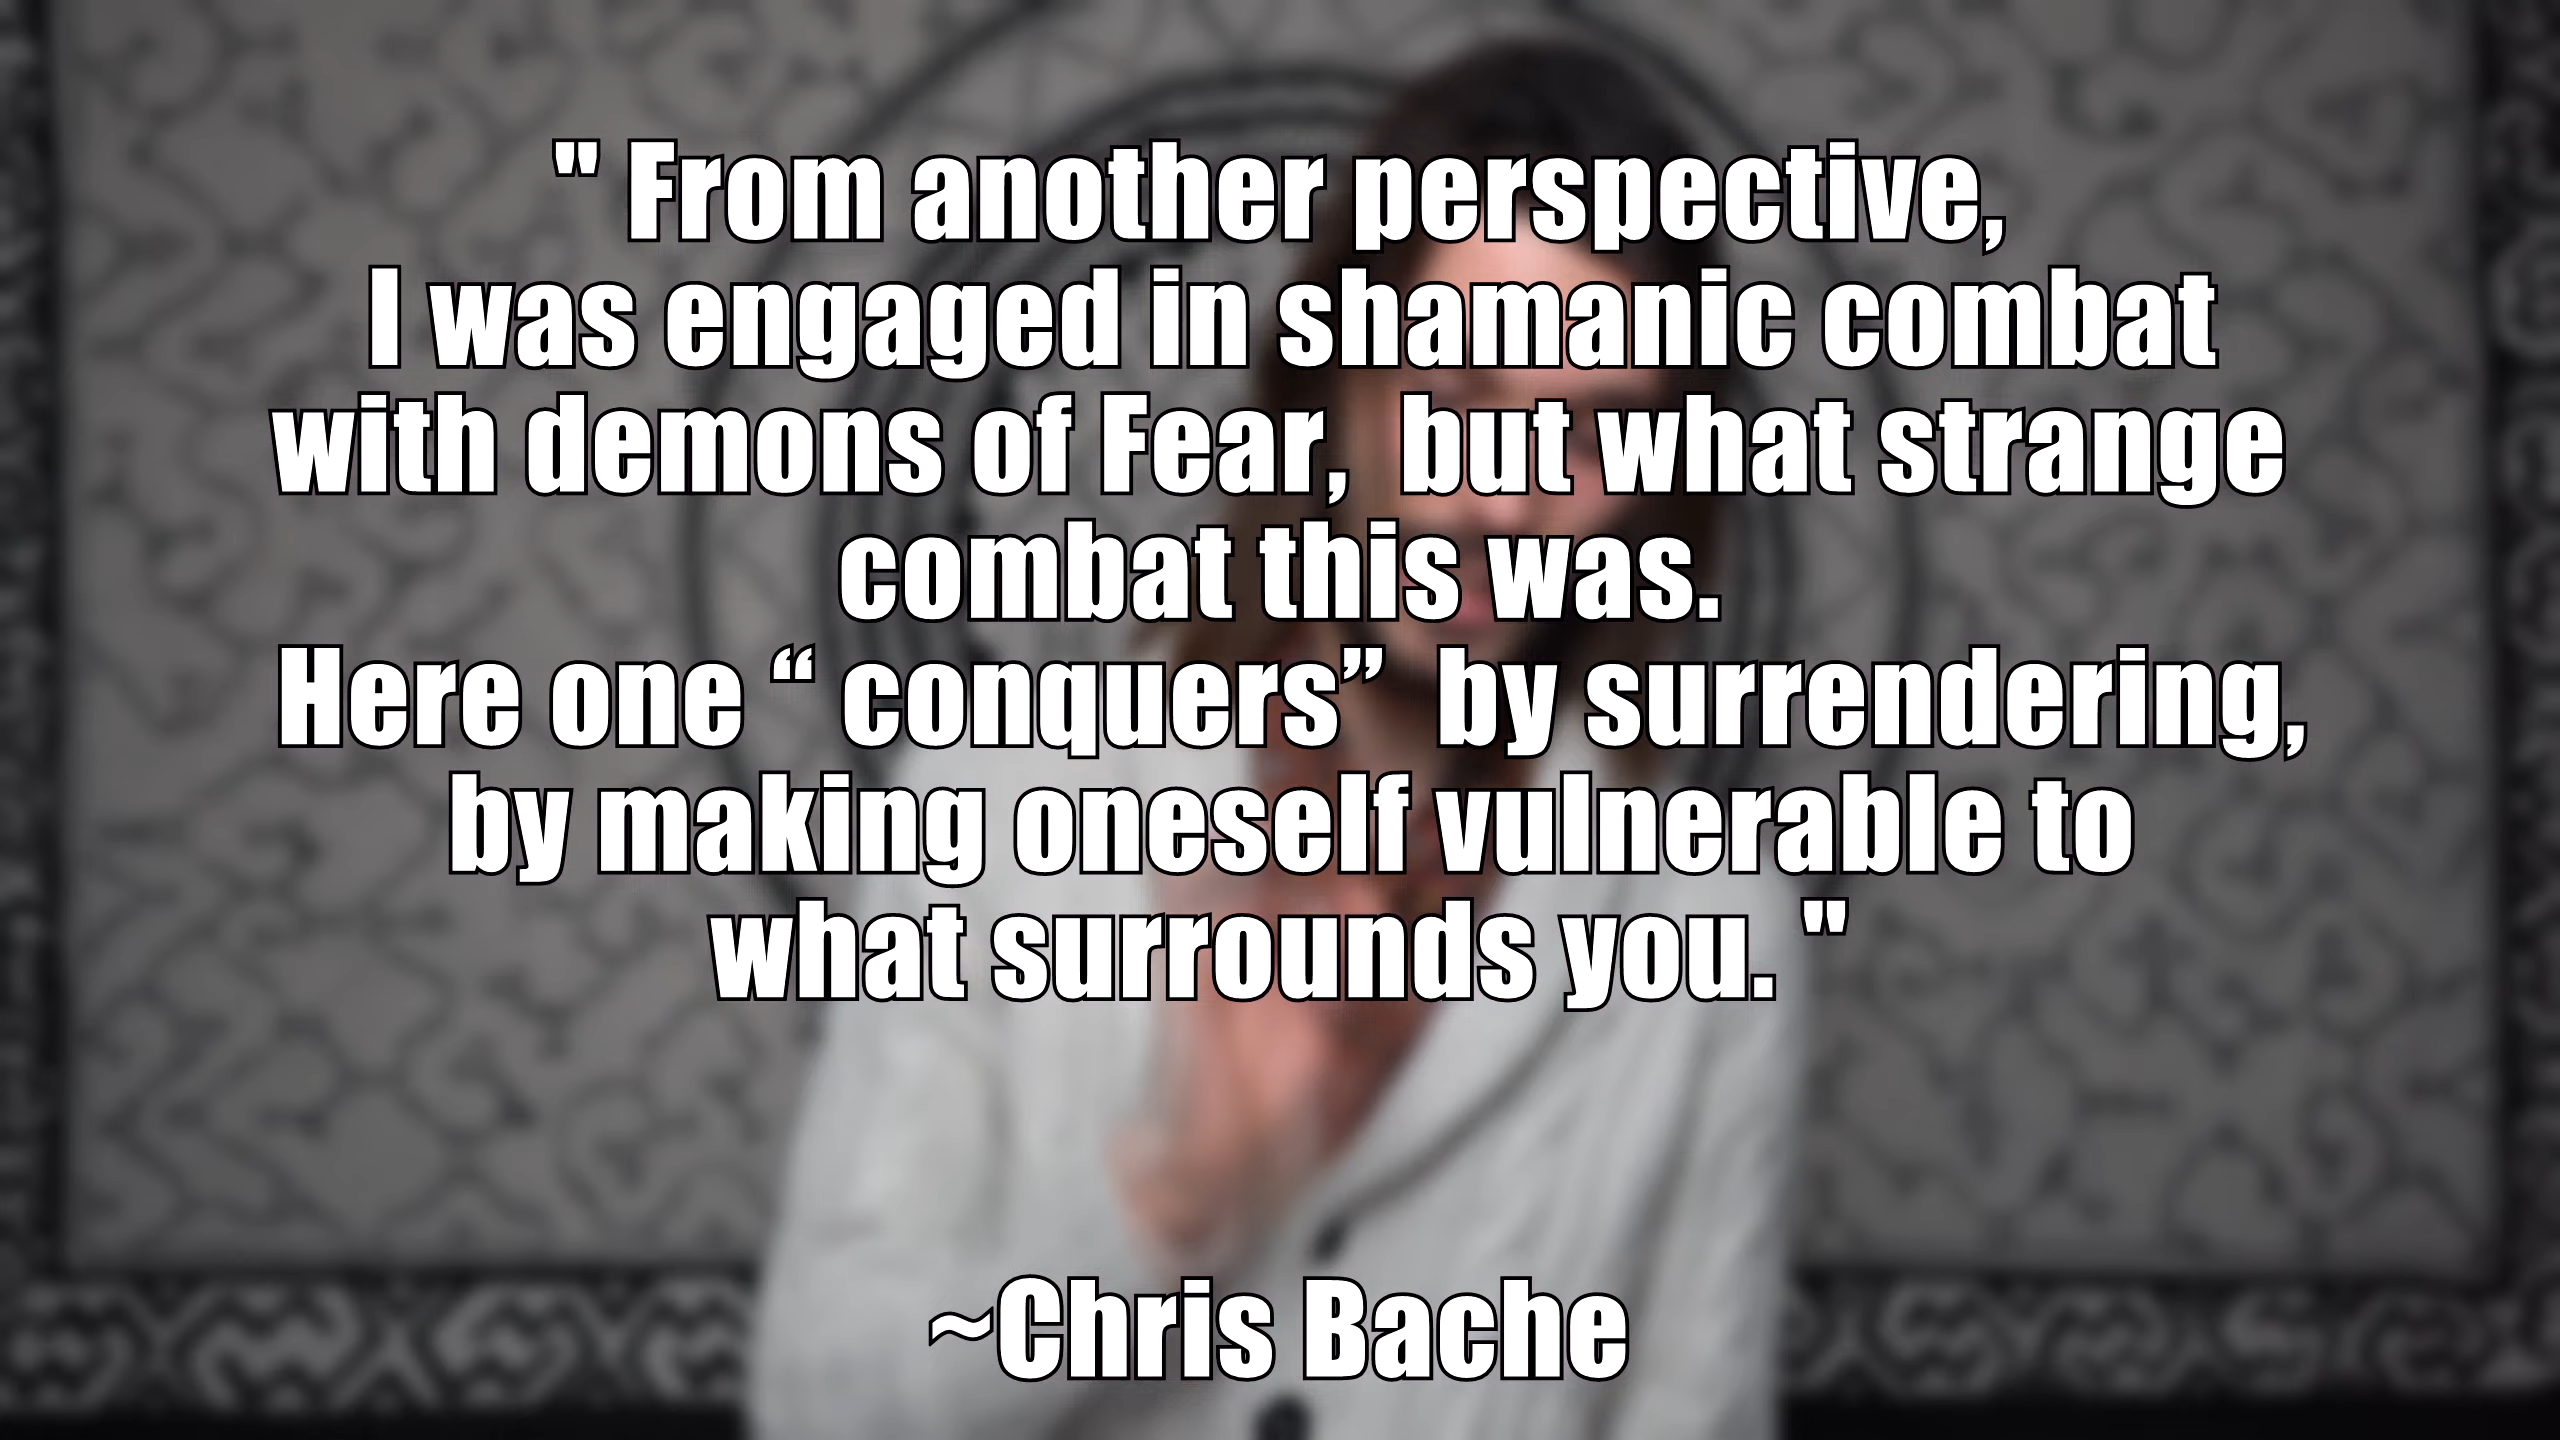 " From another perspective,
I was engaged in shamanic combat
with demons of Fear,  but what strange
combat this was.
Here one “ conquers”  by surrendering,
by making oneself vulnerable to
what surrounds you. "
~Chris Bache